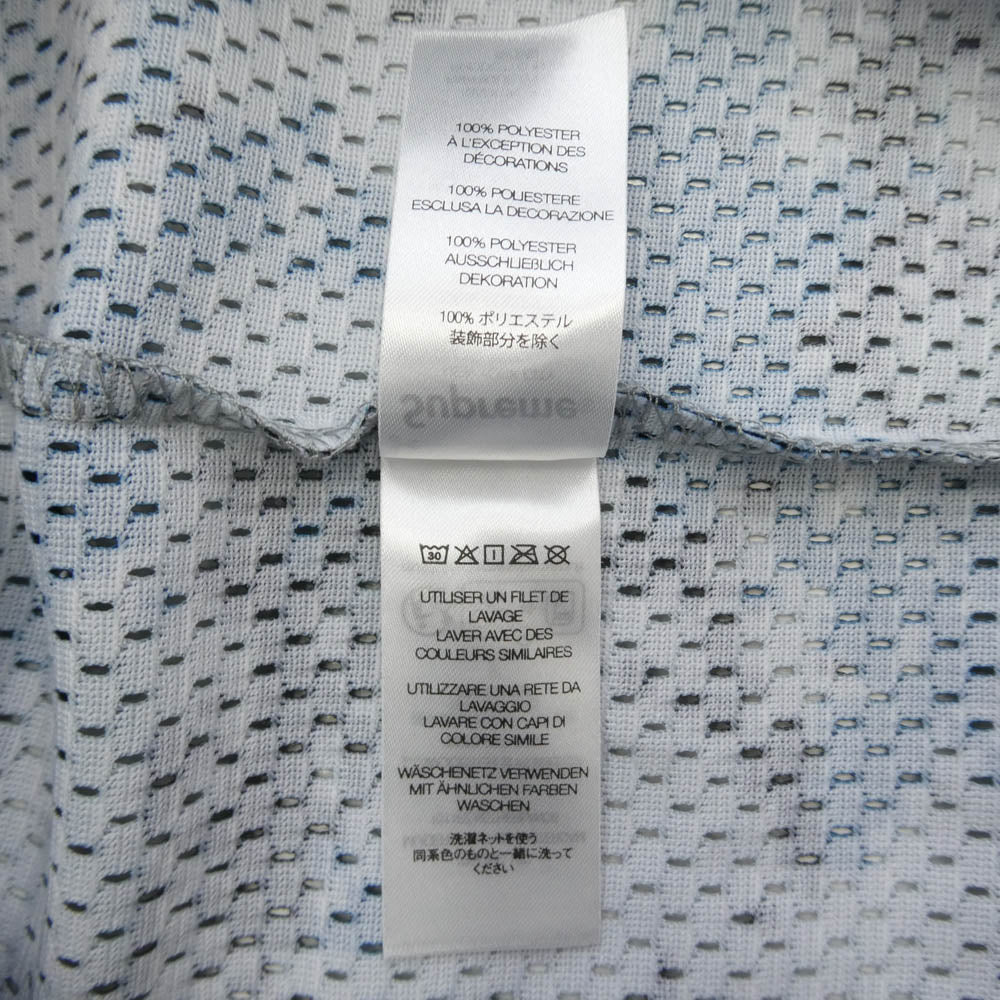 100% POLYESTER
À L'EXCEPTION DES
DÉCORATIONS
100% POLIESTERE
ESCLUSA LA DECORAZIONE
100% POLYESTER
AUSSCHLIEßLICH
DEKORATION
100% ポリエステル
装飾部分を除く
Supreme
30
UTILISER UN FILET DE
LAVAGE
LAVER AVEC DES
COULEURS SIMILAIRES
UTILIZZARE UNA RETE DA
LAVAGGIO
LAVARE CON CAPI DI
COLORE SIMILE
WÄSCHENETZ VERWENDEN
MIT ÄHNLICHEN FARBEN
WASCHEN
洗濯ネットを使う
同系色のものと一緒に洗って
ください